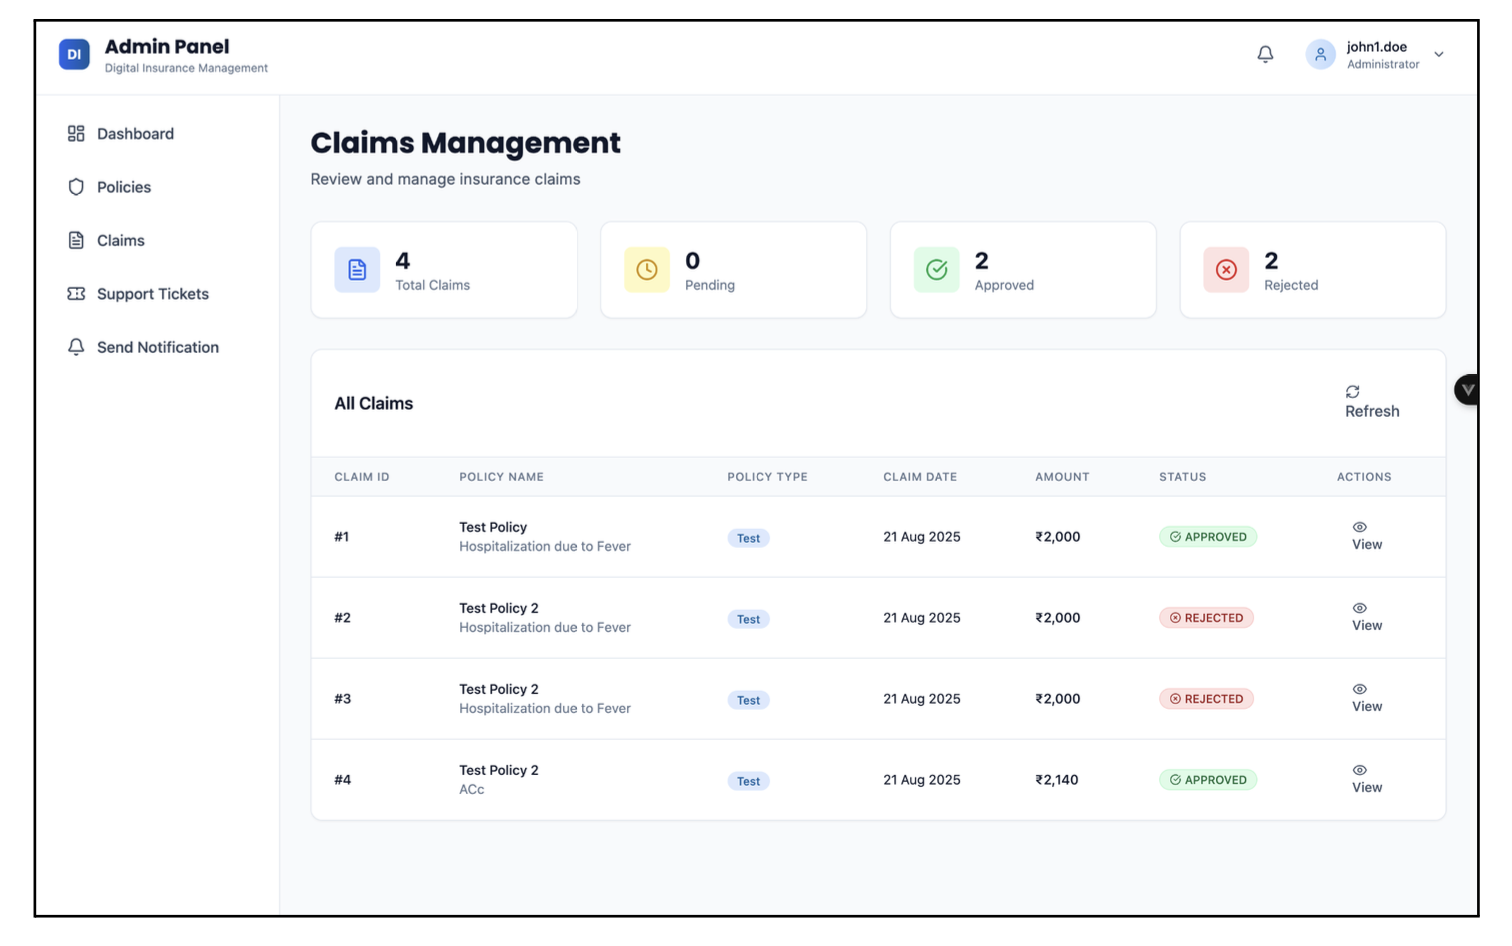 DI
Admin Panel
Digital Insurance Management
john1.doe
Administrator
Dashboard
Policies
Claims
Support Tickets
Send Notification
Claims Management
Review and manage insurance claims
4
Total Claims
0
Pending
2
Approved
2
Rejected
All Claims
Refresh
CLAIM ID POLICY NAME POLICY TYPE CLAIM DATE AMOUNT STATUS ACTIONS
#1 Test Policy Test 21 Aug 2025 ₹2,000 APPROVED View
Hospitalization due to Fever
#2 Test Policy 2 Test 21 Aug 2025 ₹2,000 REJECTED View
Hospitalization due to Fever
#3 Test Policy 2 Test 21 Aug 2025 ₹2,000 REJECTED View
Hospitalization due to Fever
#4 Test Policy 2 Test 21 Aug 2025 ₹2,140 APPROVED View
ACc